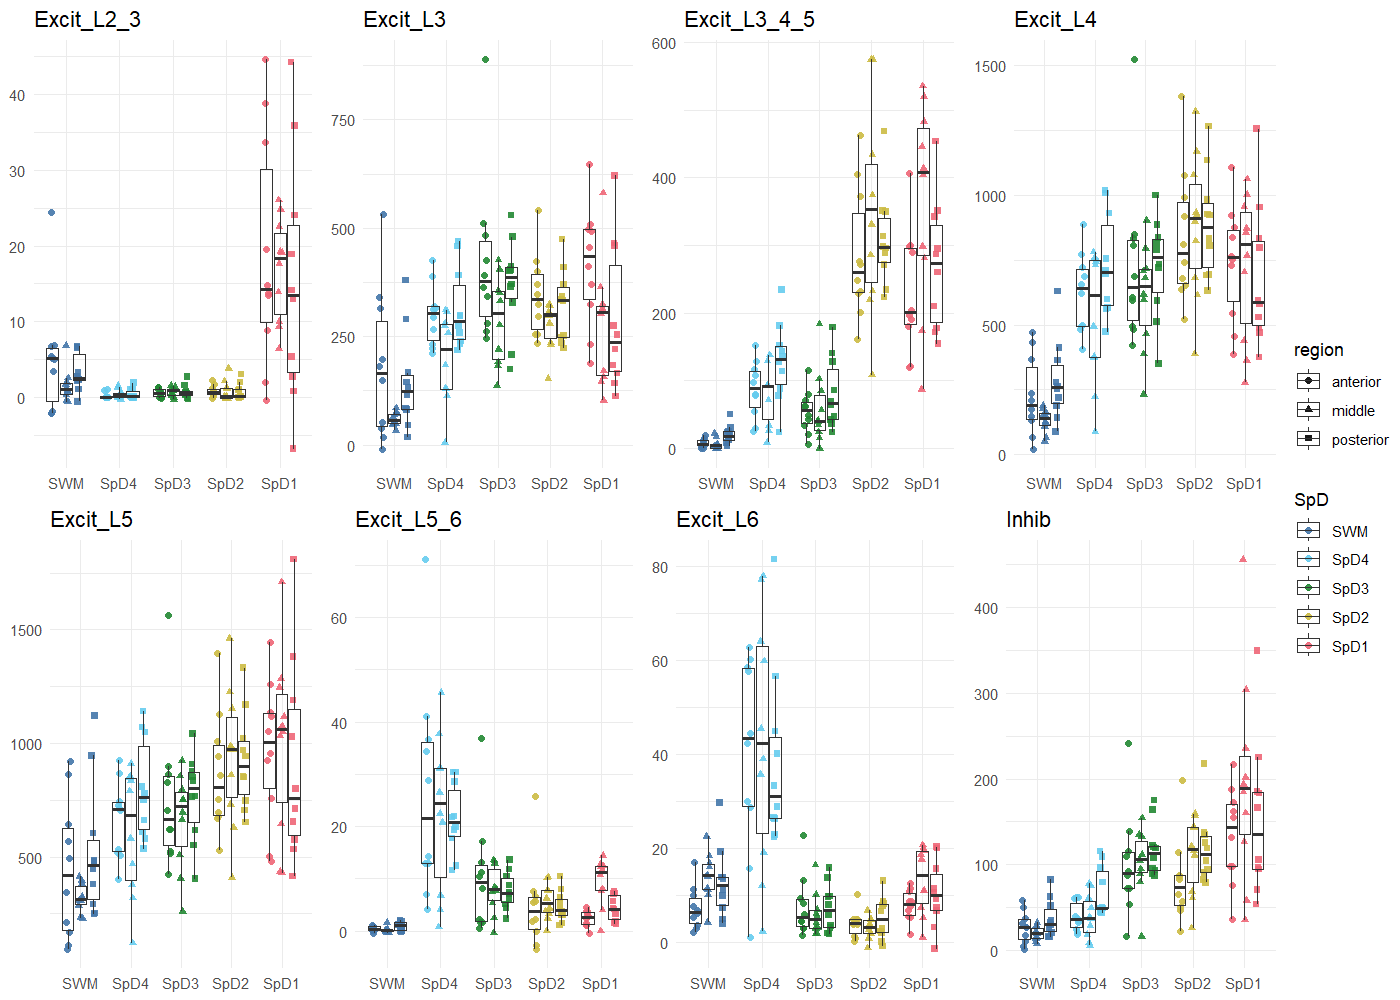 Excit_L2_3
Excit_L3
Excit_L3_4_5
Excit_L4
40
30
20
10
0
SWM SpD4 SpD3 SpD2 SpD1
750
500
250
0
SWM SpD4 SpD3 SpD2 SpD1
600
400
200
0
SWM SpD4 SpD3 SpD2 SpD1
1500
1000
500
0
SWM SpD4 SpD3 SpD2 SpD1
region
anterior
middle
posterior
SpD
SWM
SpD4
SpD3
SpD2
SpD1
Excit_L5
Excit_L5_6
Excit_L6
Inhib
1500
1000
500
SWM SpD4 SpD3 SpD2 SpD1
60
40
20
0
SWM SpD4 SpD3 SpD2 SpD1
80
60
40
20
0
SWM SpD4 SpD3 SpD2 SpD1
400
300
200
100
0
SWM SpD4 SpD3 SpD2 SpD1